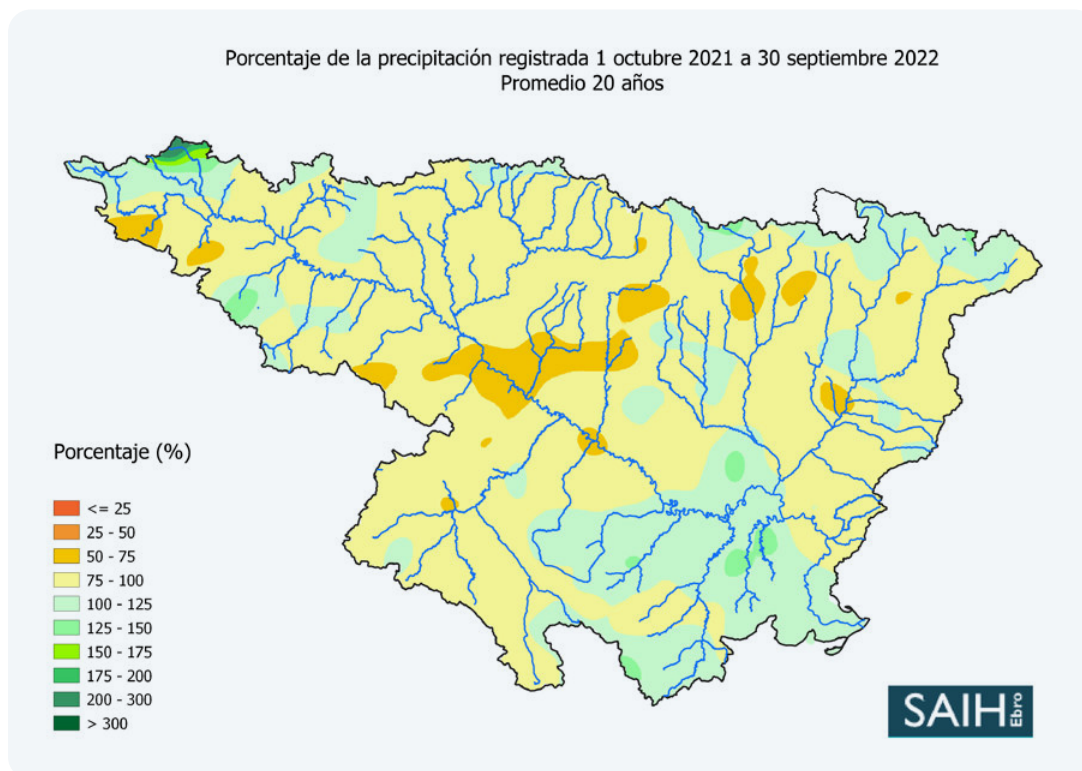 Porcentaje de la precipitación registrada 1 octubre 2021 a 30 septiembre 2022
Promedio 20 años
Porcentaje (%)
<= 25
25 - 50
50 - 75
75 - 100
100 - 125
125 - 150
150 - 175
175 - 200
200 - 300
> 300
SAIH Ebro